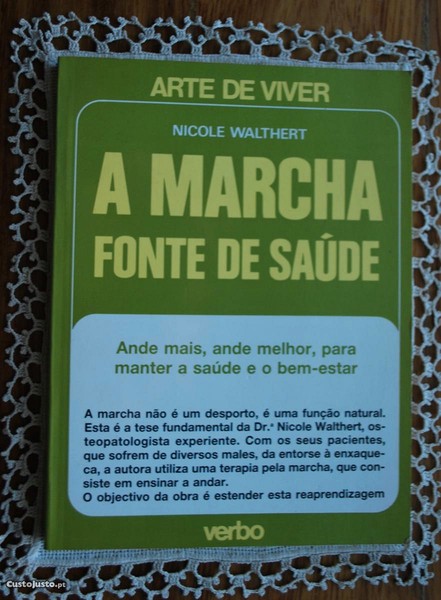 ARTE DE VIVER
NICOLE WALTHERT
A MARCHA
FONTE DE SAÚDE
Ande mais, ande melhor, para
manter a saúde e o bem-estar
A marcha não é um desporto, é uma função natural.
Esta é a tese fundamental da Dr.ª Nicole Walthert, os-
teopatologista experiente. Com os seus pacientes,
que sofrem de diversos males, da entorse à enxaque-
ca, a autora utiliza uma terapia pela marcha, que con-
siste em ensinar a andar.
O objectivo da obra é estender esta reaprendizagem
verbo
CustoJusto.pt